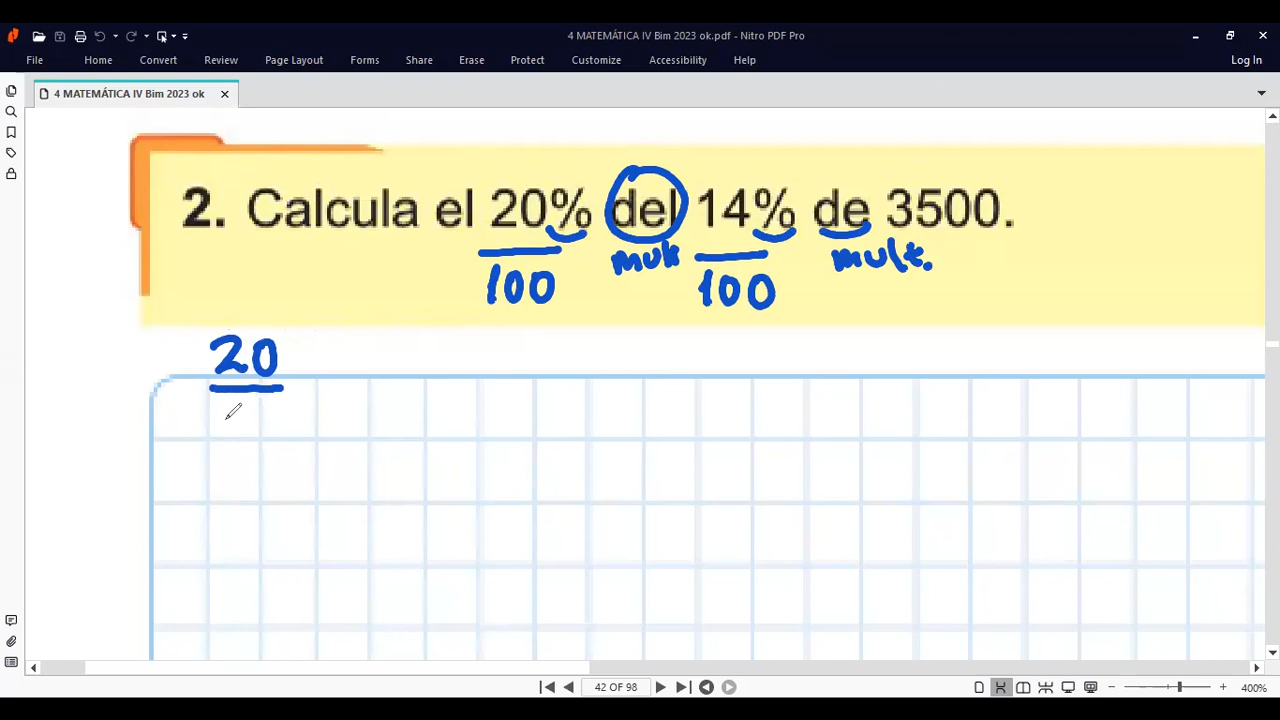 4 MATEMÁTICA IV Bim 2023 ok.pdf - Nitro PDF Pro
File Home Convert Review Page Layout Forms Share Erase Protect Customize Accessibility Help Log In
4 MATEMÁTICA IV Bim 2023 ok
2. Calcula el 20% del 14% de 3500.
mult mult.
100 100
20
42 OF 98 400%